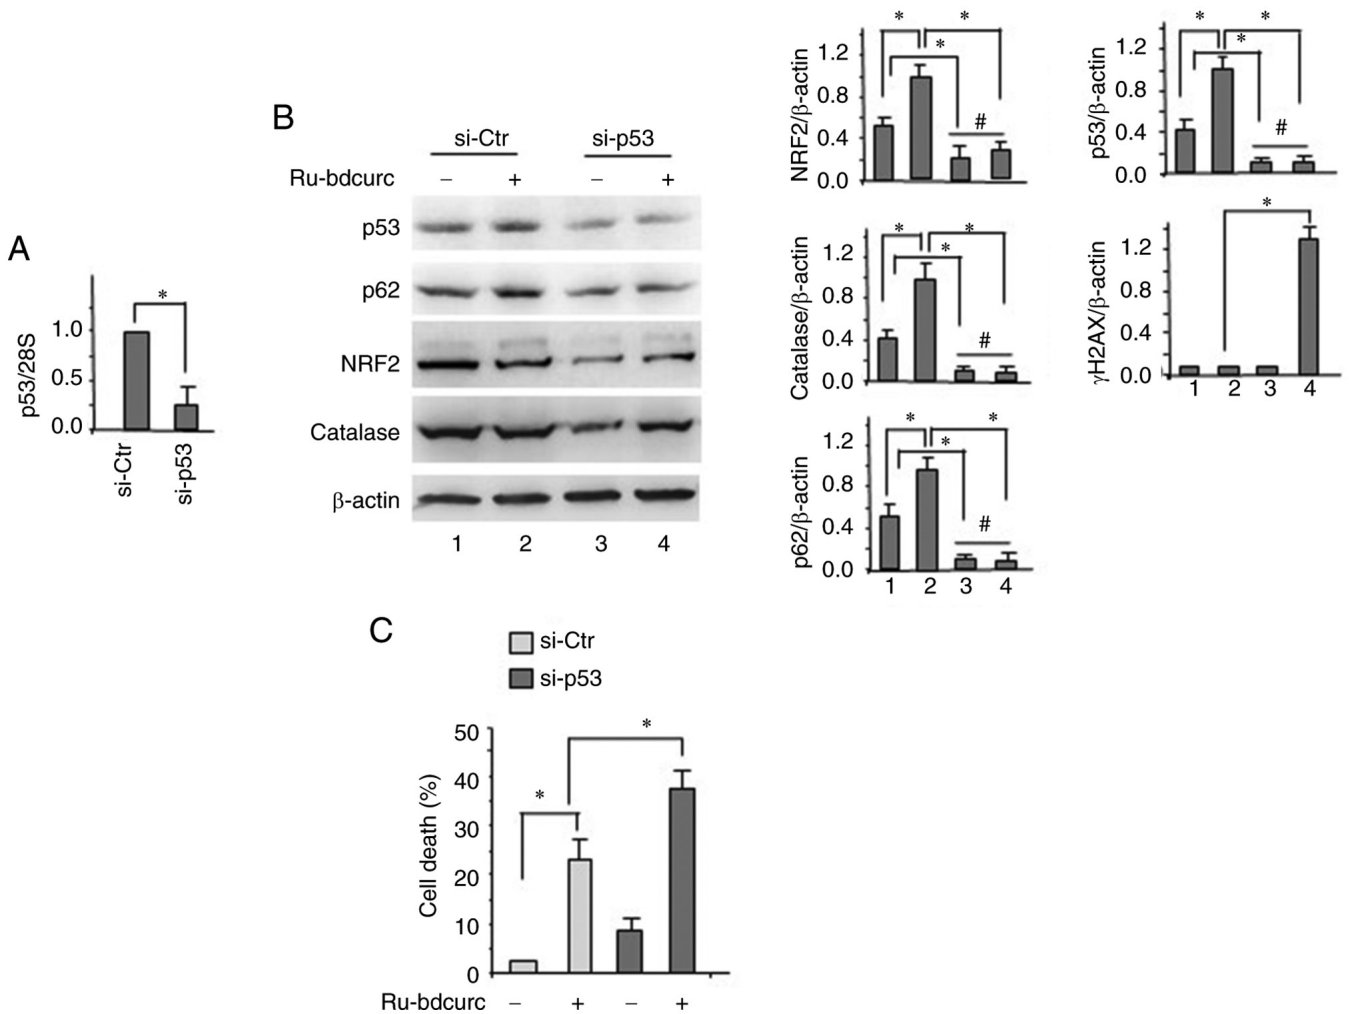 A
*
p53/28S
1.0
0.5
0.0
si-Ctr
si-p53
B
si-Ctr
si-p53
Ru-bdcurc
– + – +
p53
p62
NRF2
Catalase
β-actin
1 2 3 4
* *
*
#
NRF2/β-actin
1.2
0.8
0.4
0.0
* *
*
#
p53/β-actin
1.2
0.8
0.4
0.0
* *
*
#
Catalase/β-actin
1.2
0.8
0.4
0.0
*
γH2AX/β-actin
1.2
0.8
0.4
0.0
1 2 3 4
* *
*
#
p62/β-actin
1.2
0.8
0.4
0.0
1 2 3 4
C
si-Ctr
si-p53
*
*
Cell death (%)
50
40
30
20
10
0
Ru-bdcurc – + – +